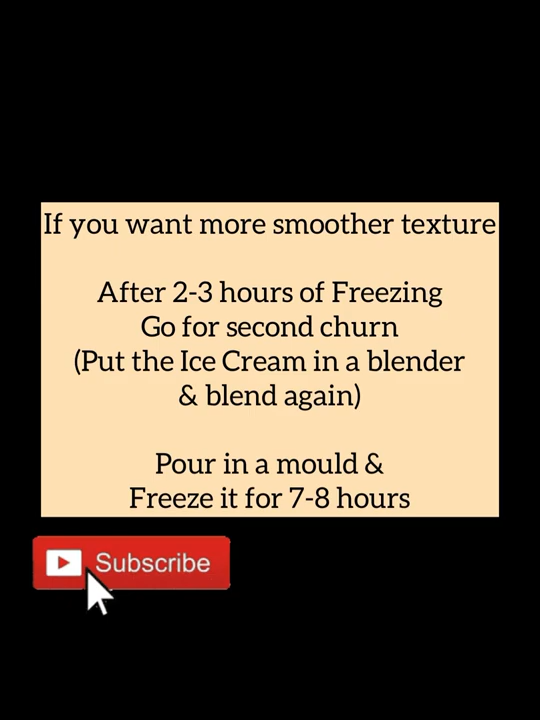 If you want more smoother texture
After 2-3 hours of Freezing
Go for second churn
(Put the Ice Cream in a blender
& blend again)
Pour in a mould &
Freeze it for 7-8 hours
Subscribe